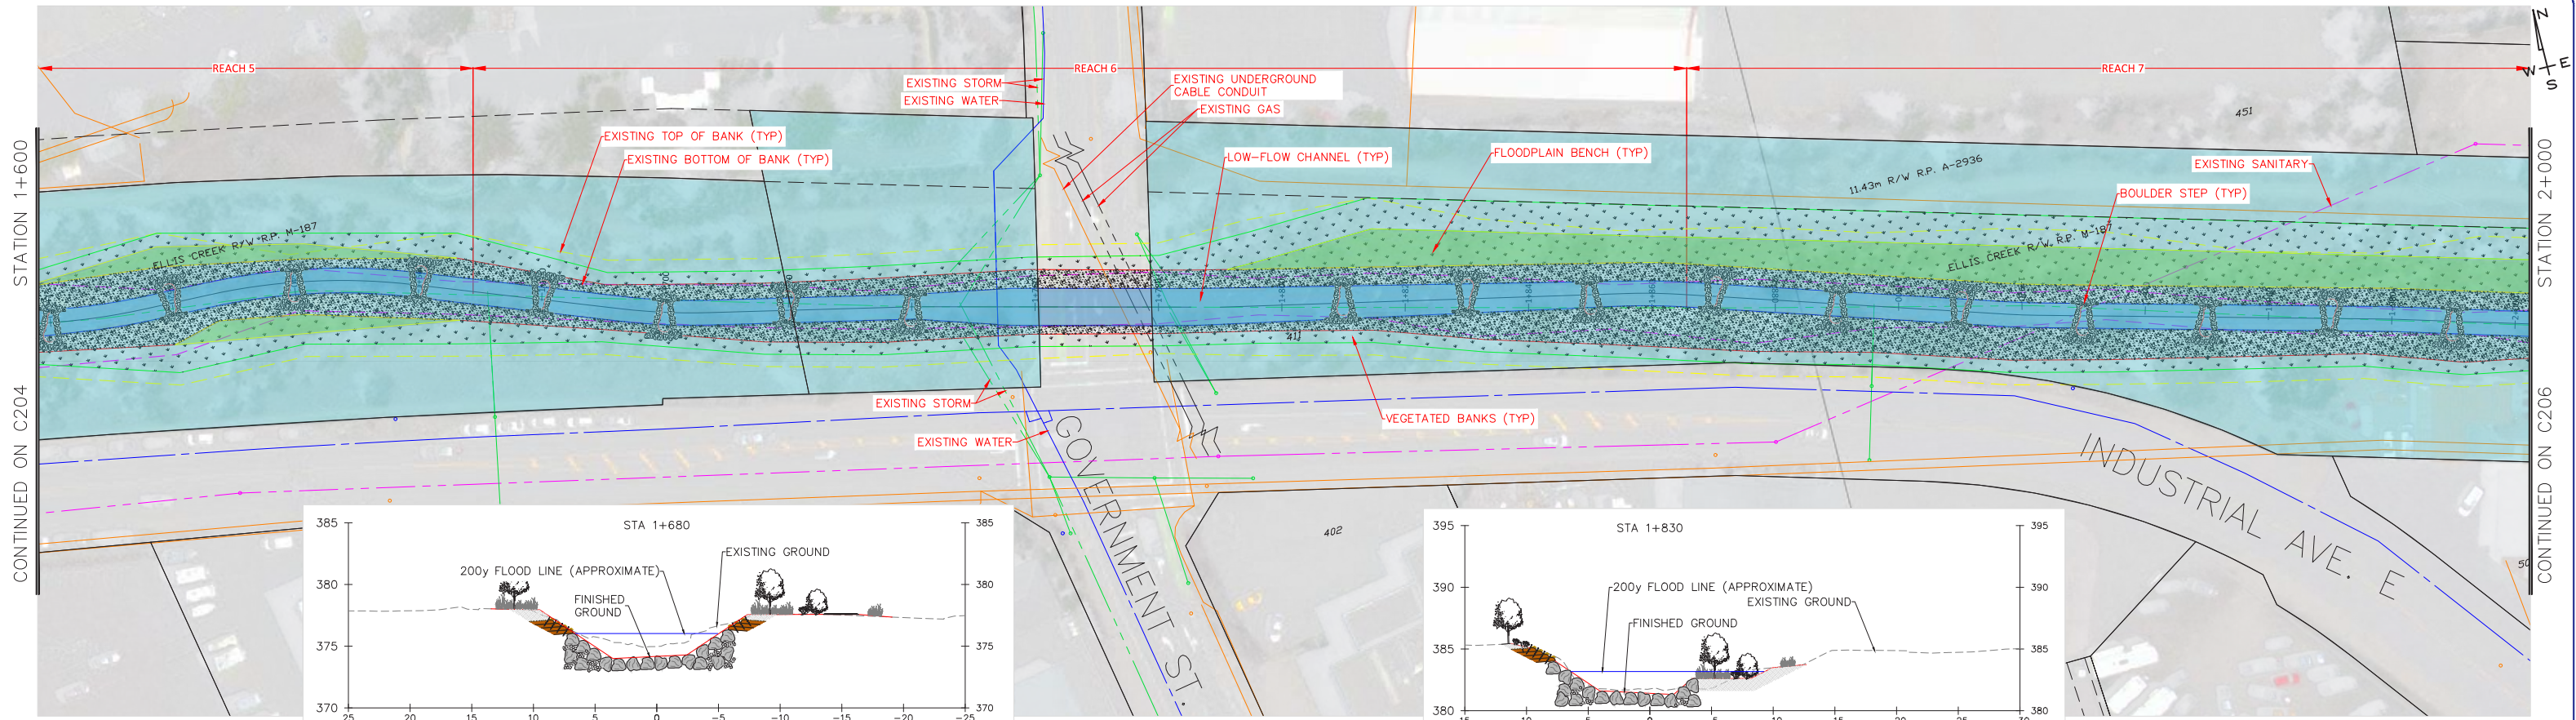 REACH 5
REACH 6
REACH 7
N
W
E
S
STATION 1+600
CONTINUED ON C204
STATION 2+000
CONTINUED ON C206
EXISTING STORM
EXISTING WATER
EXISTING UNDERGROUND
CABLE CONDUIT
EXISTING GAS
451
EXISTING TOP OF BANK (TYP)
EXISTING BOTTOM OF BANK (TYP)
LOW-FLOW CHANNEL (TYP)
FLOODPLAIN BENCH (TYP)
11.43m R/W R.P. A-2936
EXISTING SANITARY
BOULDER STEP (TYP)
ELLIS CREEK R/W R.P. M-187
ELLIS CREEK R/W. R.P. M-187
411
EXISTING STORM
VEGETATED BANKS (TYP)
EXISTING WATER
GOVERNMENT ST.
INDUSTRIAL AVE. E
402
50
STA 1+680
385
385
EXISTING GROUND
200y FLOOD LINE (APPROXIMATE)
380
380
FINISHED
GROUND
375
375
370
370
25 20 15 10 5 0 -5 -10 -15 -20 -25
STA 1+830
395
395
390
390
200y FLOOD LINE (APPROXIMATE)
EXISTING GROUND
FINISHED GROUND
385
385
380
380